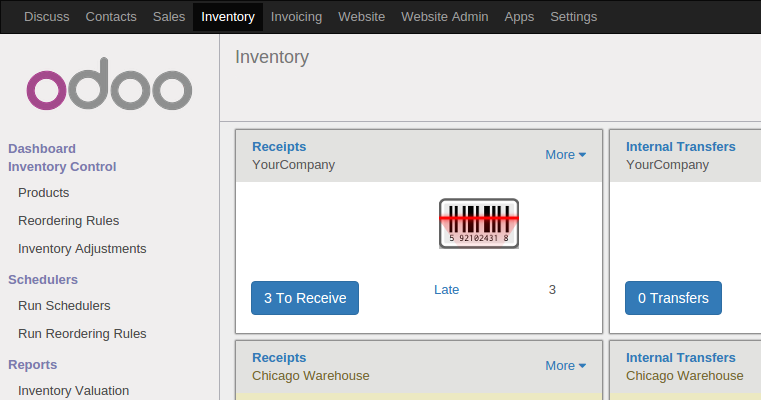 Discuss Contacts Sales Inventory Invoicing Website Website Admin Apps Settings
odoo
Inventory
Dashboard
Inventory Control
Products
Reordering Rules
Inventory Adjustments
Schedulers
Run Schedulers
Run Reordering Rules
Reports
Inventory Valuation
Receipts
YourCompany
More
5 92102431 8
3 To Receive
Late 3
Internal Transfers
YourCompany
0 Transfers
Receipts
Chicago Warehouse
More
Internal Transfers
Chicago Warehouse